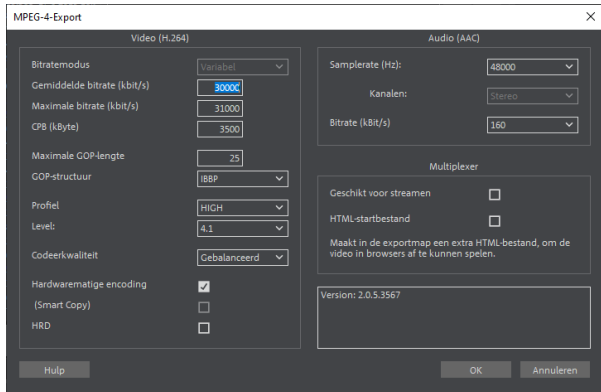 MPEG-4-Export
Video (H.264)
Bitratemodus Variabel
Gemiddelde bitrate (kbit/s) 30000
Maximale bitrate (kbit/s) 31000
CPB (kByte) 3500
Maximale GOP-lengte 25
GOP-structuur IBBP
Profiel HIGH
Level: 4.1
Codeerkwaliteit Gebalanceerd
Hardwarematige encoding
(Smart Copy)
HRD
Audio (AAC)
Samplerate (Hz): 48000
Kanalen: Stereo
Bitrate (kBit/s) 160
Multiplexer
Geschikt voor streamen
HTML-startbestand
Maakt in de exportmap een extra HTML-bestand, om de
video in browsers af te kunnen spelen.
Version: 2.0.5.3567
Hulp OK Annuleren